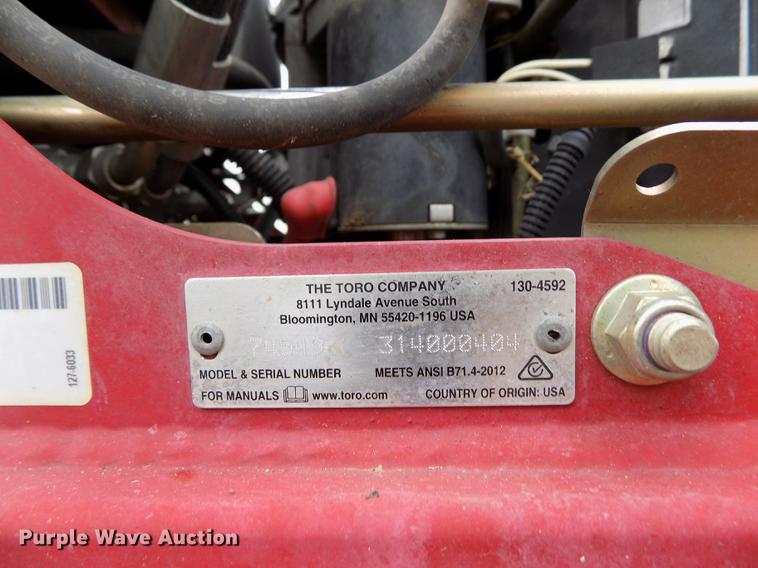 THE TORO COMPANY 130-4592
8111 Lyndale Avenue South
Bloomington, MN 55420-1196 USA
314000404
MODEL & SERIAL NUMBER MEETS ANSI B71.4-2012
FOR MANUALS www.toro.com COUNTRY OF ORIGIN: USA
127-6033
Purple Wave Auction